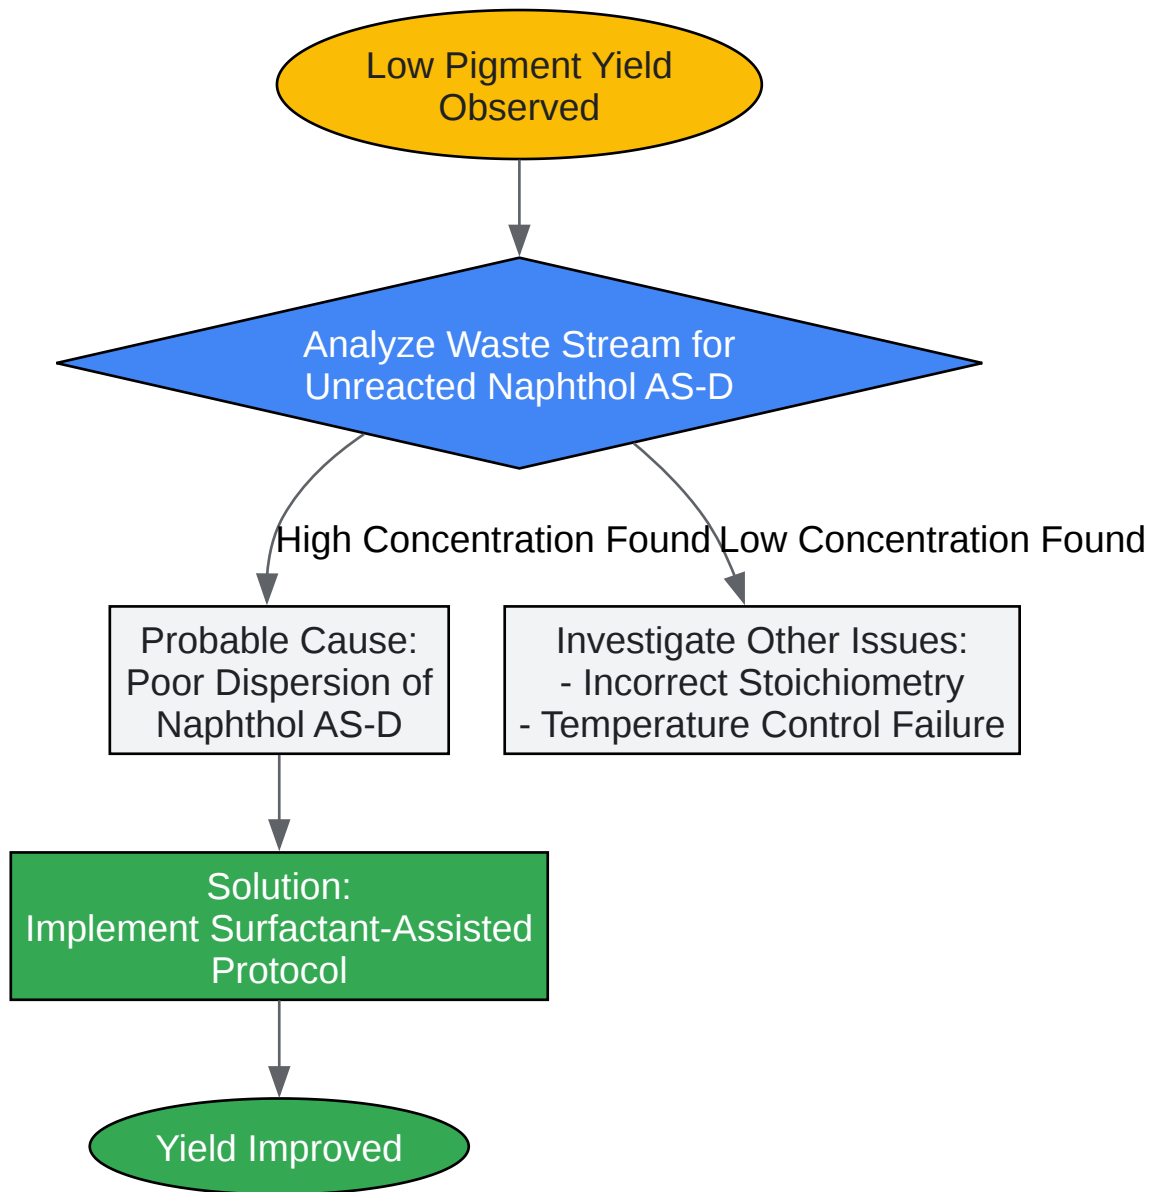 Low Pigment Yield
Observed
Analyze Waste Stream for
Unreacted Naphthol AS-D
High Concentration Found
Low Concentration Found
Probable Cause:
Poor Dispersion of
Naphthol AS-D
Investigate Other Issues:
- Incorrect Stoichiometry
- Temperature Control Failure
Solution:
Implement Surfactant-Assisted
Protocol
Yield Improved